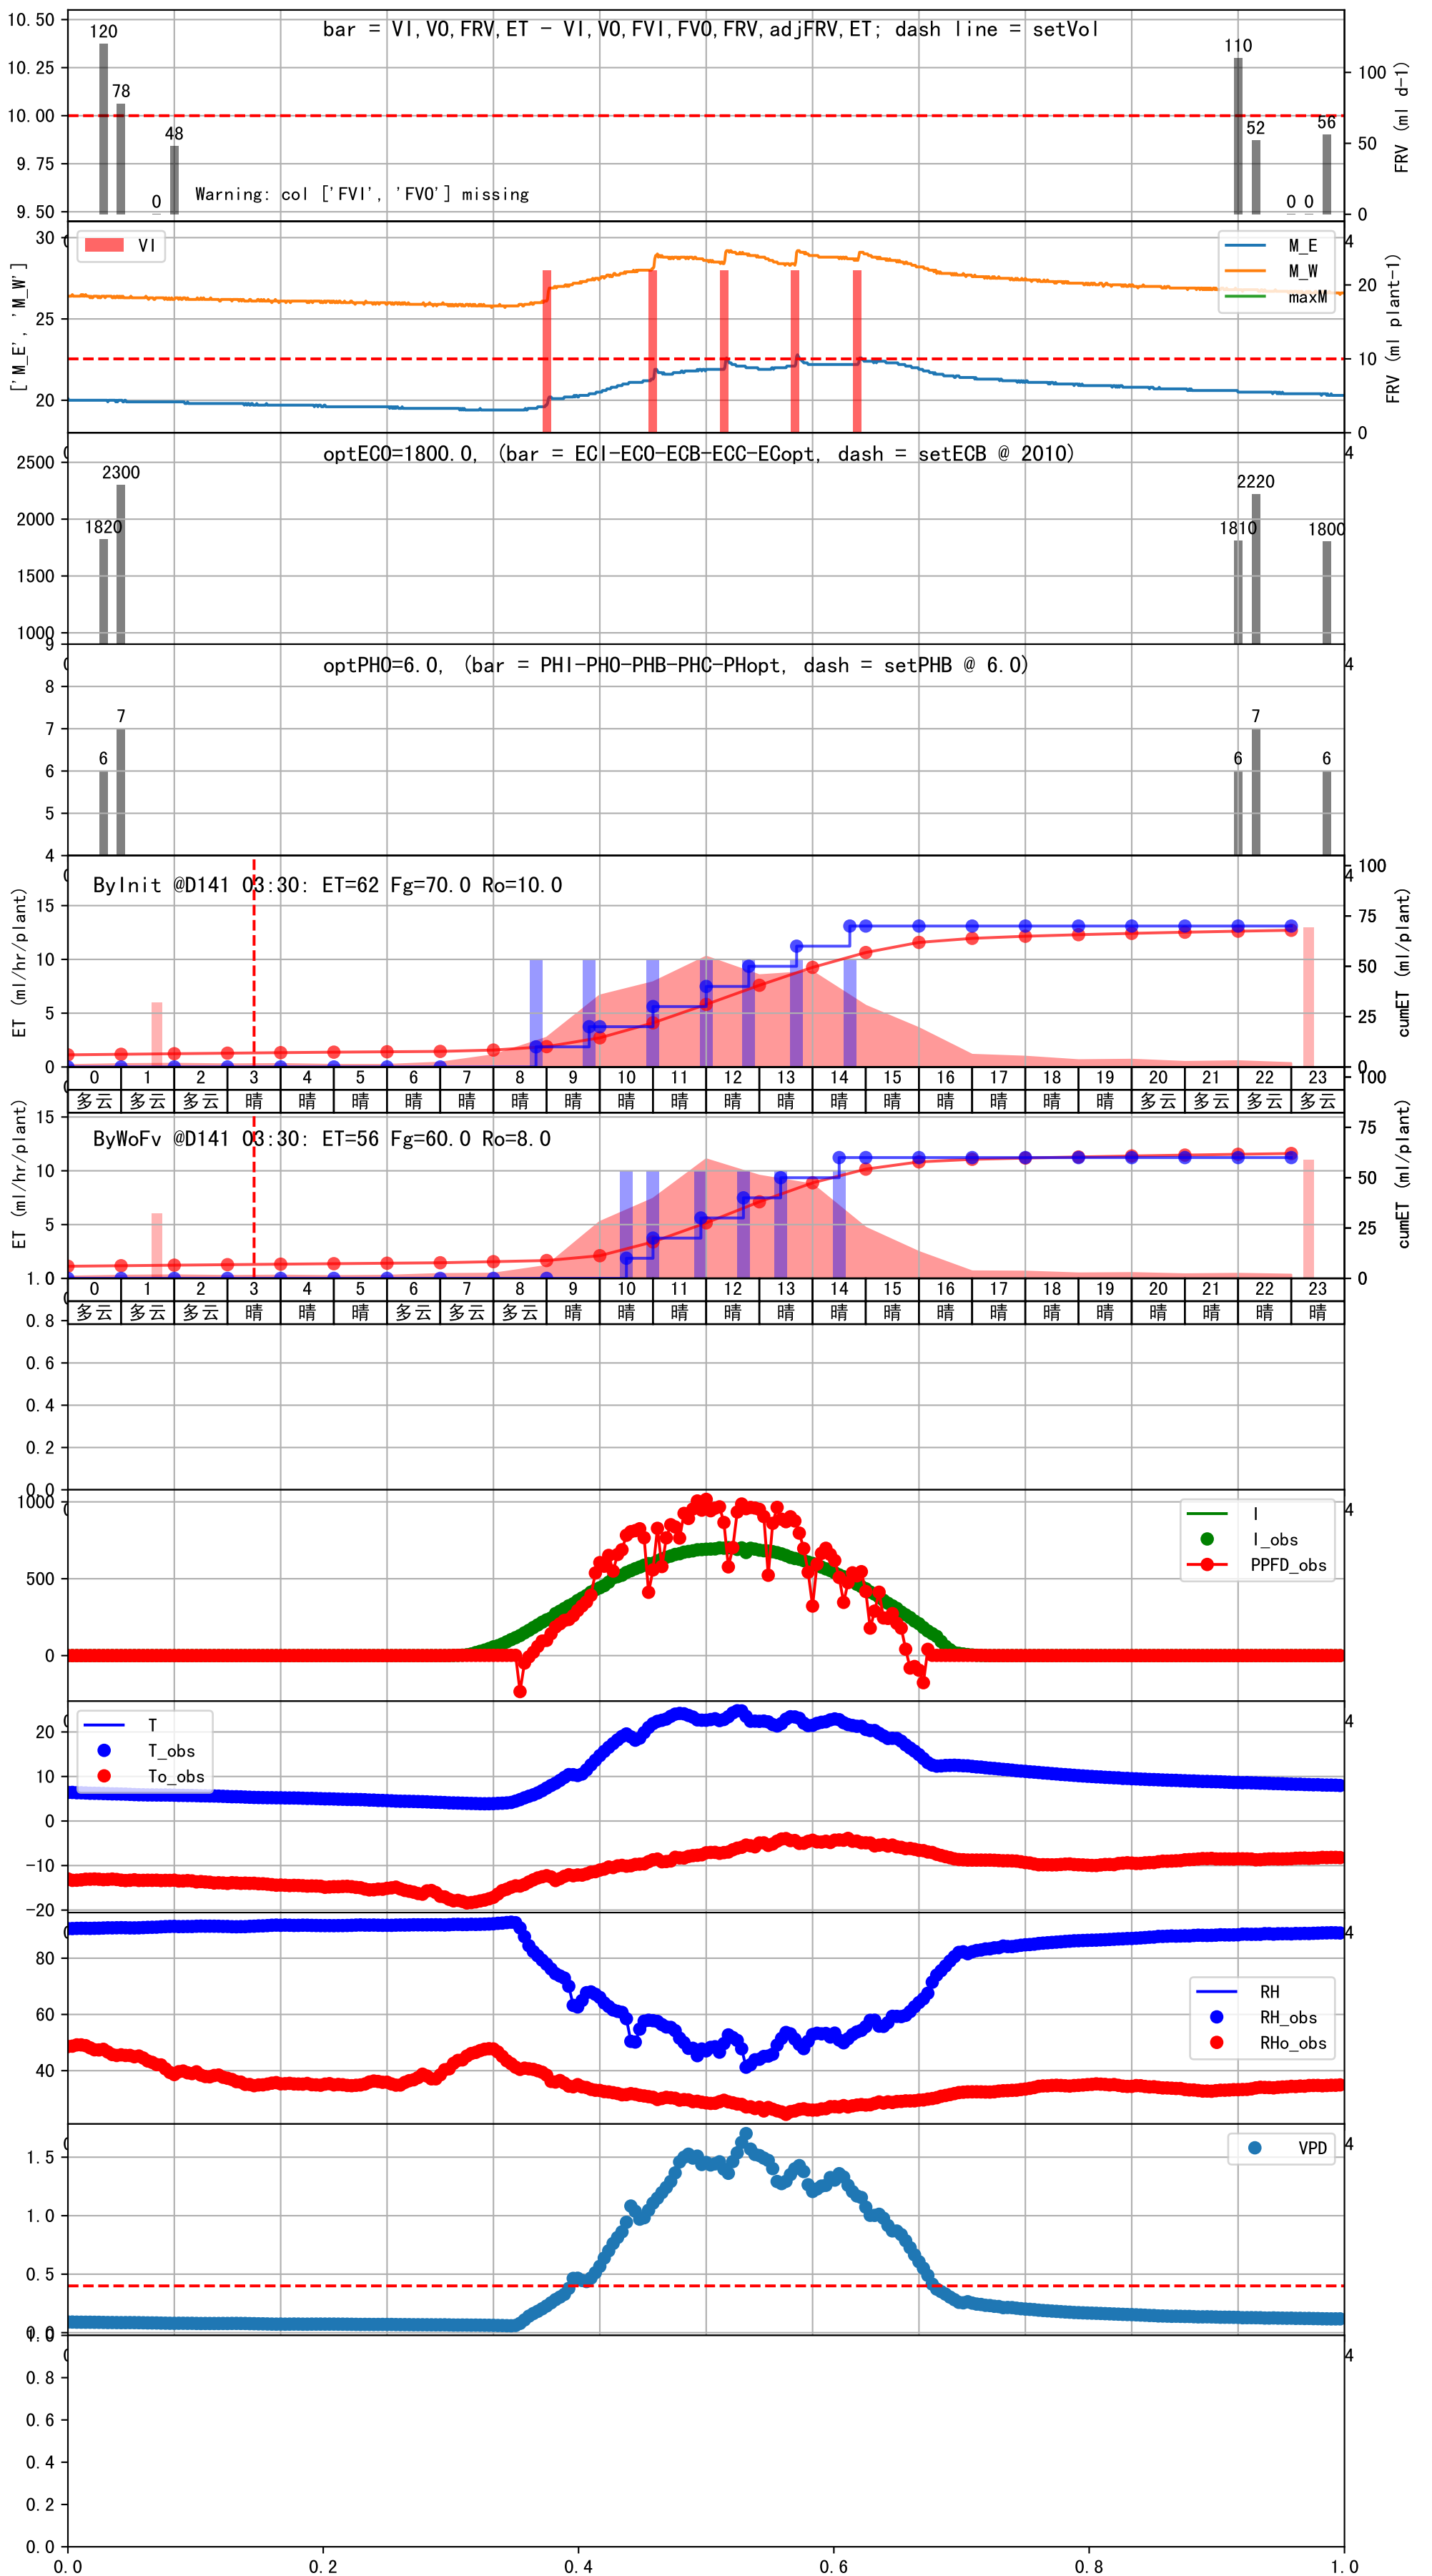 bar = VI,VO,FRV,ET - VI,VO,FVI,FVO,FRV,adjFRV,ET; dash line = setVol
10.50
10.25
10.00
9.75
9.50
120
78
0
48
110
52
0 0
56
Warning: col ['FVI', 'FVO'] missing
100
50
0
FRV (ml d-1)
['M_E', 'M_W']
30
25
20
VI
M_E
M_W
maxM
4
20
10
0
FRV (ml plant-1)
optECO=1800.0, (bar = ECI-ECO-ECB-ECC-ECopt, dash = setECB @ 2010)
2500
2000
1500
1000
1820
2300
1810
2220
1800
4
optPHO=6.0, (bar = PHI-PHO-PHB-PHC-PHopt, dash = setPHB @ 6.0)
9
8
7
6
5
4
6
7
6
7
6
4
ByInit @D141 03:30: ET=62 Fg=70.0 Ro=10.0
ET (ml/hr/plant)
15
10
5
0
4
100
75
50
25
0
cumET (ml/plant)
0 1 2 3 4 5 6 7 8 9 10 11 12 13 14 15 16 17 18 19 20 21 22 23
多云 多云 多云 晴 晴 晴 晴 晴 晴 晴 晴 晴 晴 晴 晴 晴 晴 晴 晴 晴 多云 多云 多云 多云
ByWoFv @D141 03:30: ET=56 Fg=60.0 Ro=8.0
ET (ml/hr/plant)
15
10
5
100
75
50
25
0
cumET (ml/plant)
0 1 2 3 4 5 6 7 8 9 10 11 12 13 14 15 16 17 18 19 20 21 22 23
多云 多云 多云 晴 晴 晴 多云 多云 多云 晴 晴 晴 晴 晴 晴 晴 晴 晴 晴 晴 晴 晴 晴 晴
1.0
0.8
0.6
0.4
0.2
0.0
1000
500
0
I
I_obs
PPFD_obs
4
20
10
0
-10
-20
T
T_obs
To_obs
4
80
60
40
RH
RH_obs
RHo_obs
4
1.5
1.0
0.5
0.0
VPD
4
1.0
0.8
0.6
0.4
0.2
0.0
4
0.0 0.2 0.4 0.6 0.8 1.0